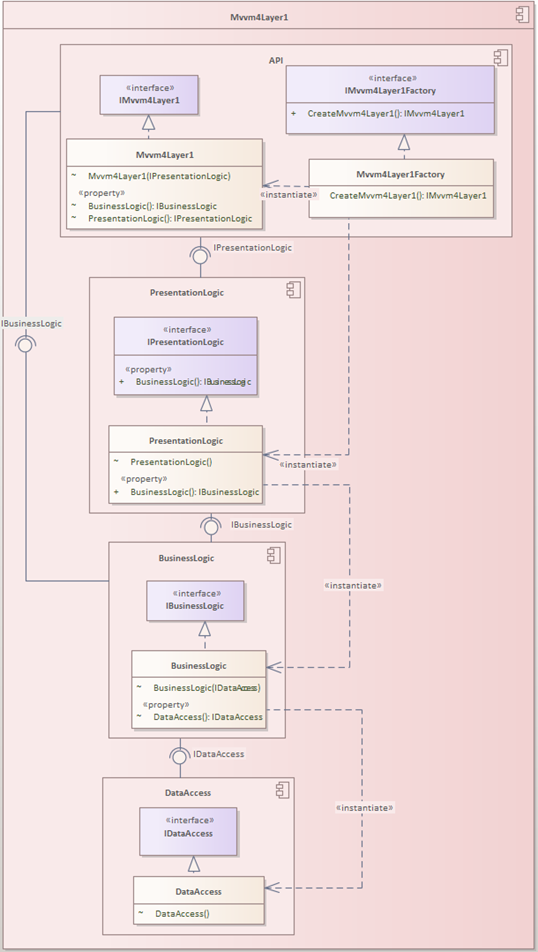 Mvvm4Layer1
API
«interface»
IMvvm4Layer1
«interface»
IMvvm4Layer1Factory
+ CreateMvvm4Layer1(): IMvvm4Layer1
Mvvm4Layer1
~ Mvvm4Layer1(IPresentationLogic)
«property»
~ BusinessLogic(): IBusinessLogic
~ PresentationLogic(): IPresentationLogic
Mvvm4Layer1Factory
CreateMvvm4Layer1(): IMvvm4Layer1
«instantiate»
IPresentationLogic
PresentationLogic
«interface»
IPresentationLogic
«property»
+ BusinessLogic(): IBusinessLogic
IBusinessLogic
PresentationLogic
~ PresentationLogic()
«property»
+ BusinessLogic(): IBusinessLogic
«instantiate»
IBusinessLogic
BusinessLogic
«interface»
IBusinessLogic
«instantiate»
BusinessLogic
~ BusinessLogic(IDataAccess)
«property»
~ DataAccess(): IDataAccess
IDataAccess
DataAccess
«interface»
IDataAccess
«instantiate»
DataAccess
~ DataAccess()